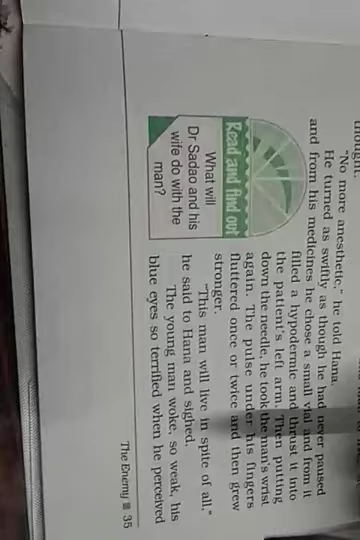 thought.
"No more anesthetic," he told Hana.
He turned as swiftly as though he had never paused
and from his medicines he chose a small vial and from it
filled a hypodermic and thrust it into
the patient's left arm. Then putting
down the needle, he took the man's wrist
again. The pulse under his fingers
fluttered once or twice and then grew
stronger.
"This man will live in spite of all,"
he said to Hana and sighed.
The young man woke, so weak, his
blue eyes so terrified when he perceived
Read and find out
What will
Dr Sadao and his
wife do with the
man?
The Enemy 35